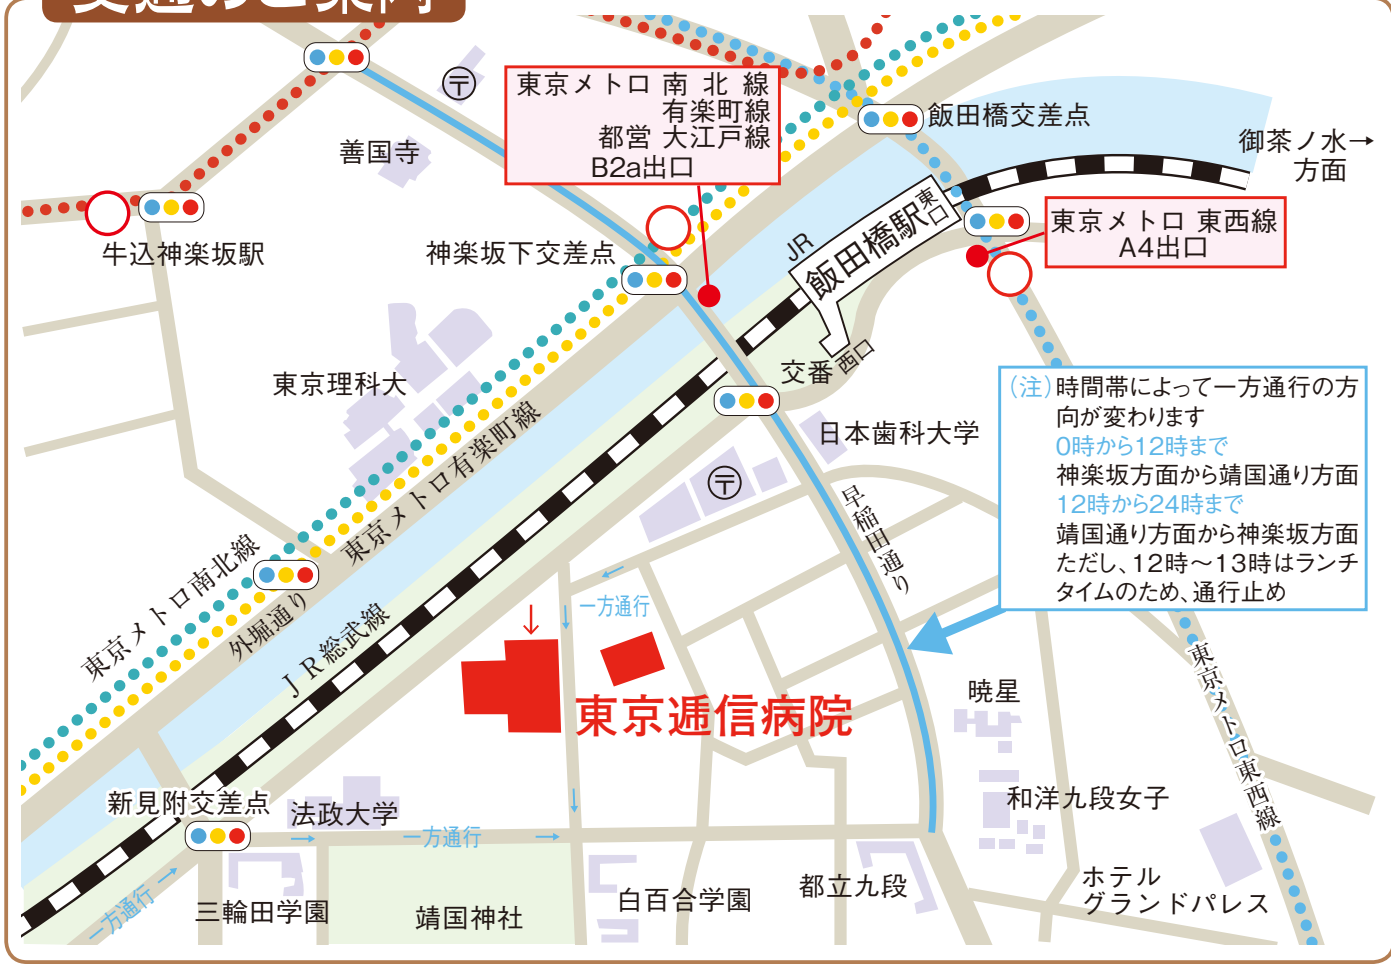 交通のご案内
東京メトロ 南北線
有楽町線
都営 大江戸線
B2a出口
飯田橋交差点
御茶ノ水→
方面
善国寺
〒
牛込神楽坂駅
神楽坂下交差点
JR
飯田橋駅
東口
西口
東京メトロ 東西線
A4出口
交番
東京理科大
日本歯科大学
〒
(注)時間帯によって一方通行の方
向が変わります
0時から12時まで
神楽坂方面から靖国通り方面
12時から24時まで
靖国通り方面から神楽坂方面
ただし、12時～13時はランチ
タイムのため、通行止め
東京メトロ有楽町線
東京メトロ南北線
外堀通り
JR総武線
早稲田通り
一方通行
東京逓信病院
暁星
東京メトロ東西線
新見附交差点
法政大学
一方通行
和洋九段女子
一方通行
三輪田学園
靖国神社
白百合学園
都立九段
ホテル
グランドパレス